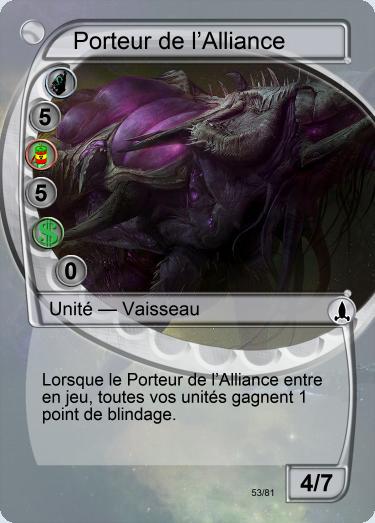 Porteur de l'Alliance
5
5
$
0
Unité — Vaisseau
Lorsque le Porteur de l'Alliance entre
en jeu, toutes vos unités gagnent 1
point de blindage.
53/81
4/7